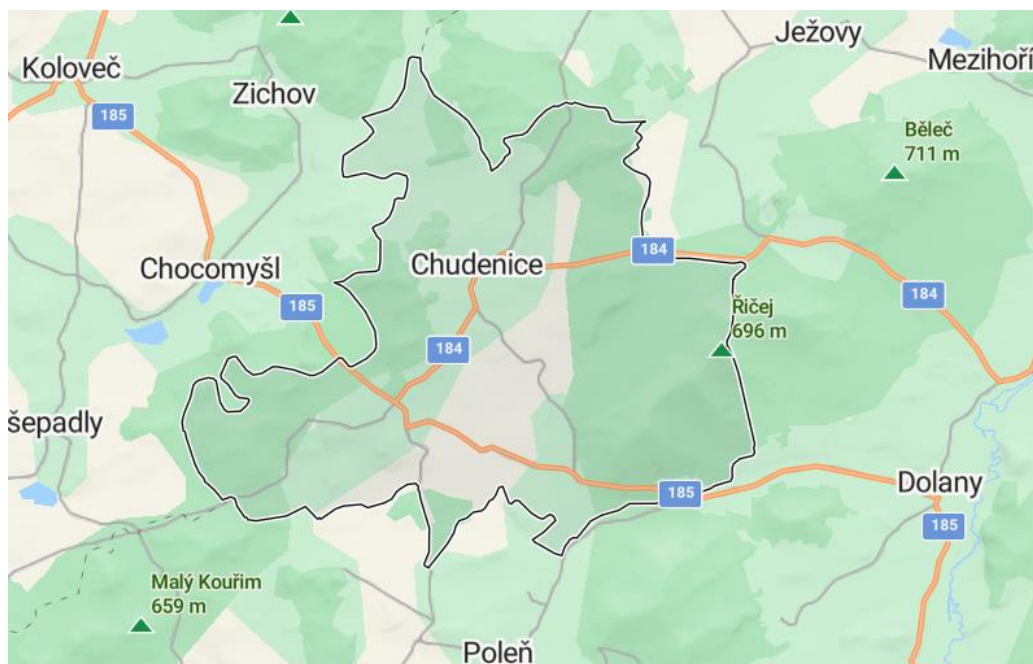 Ježovy
Koloveč
Mezihoří
Zichov
185
Běleč
711 m
184
Chudenice
Chocomyšl
184
185
Řičej
696 m
184
šepadly
Dolany
185
185
Malý Kouřim
659 m
Poleň